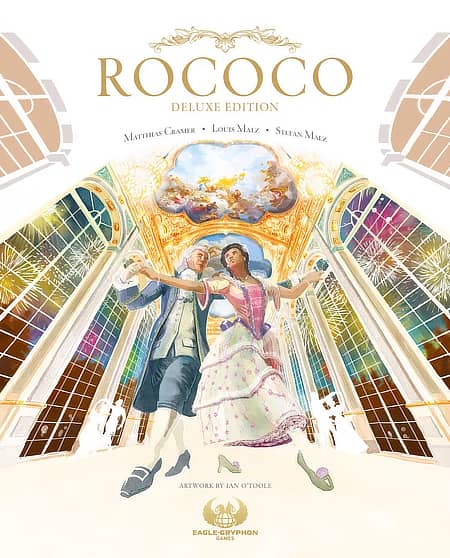 ROCOCO
DELUXE EDITION
Matthias Cramer • Louis Malz • Stefan Malz
ARTWORK BY IAN O'TOOLE
EAGLE-GRYPHON
GAMES